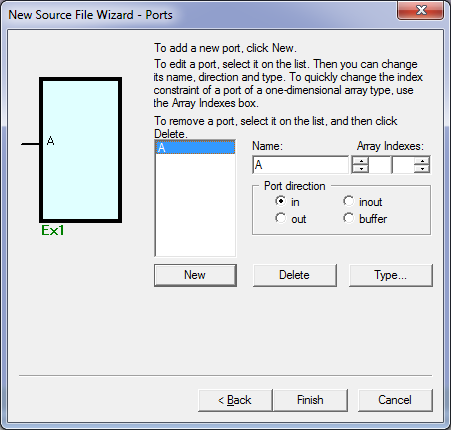 New Source File Wizard - Ports
To add a new port, click New.
To edit a port, select it on the list. Then you can change
its name, direction and type. To quickly change the index
constraint of a port of a one-dimensional array type, use
the Array Indexes box.
To remove a port, select it on the list, and then click
Delete.
A
Ex1
A
Name:
Array Indexes:
A
Port direction
in
inout
out
buffer
New
Delete
Type...
< Back
Finish
Cancel